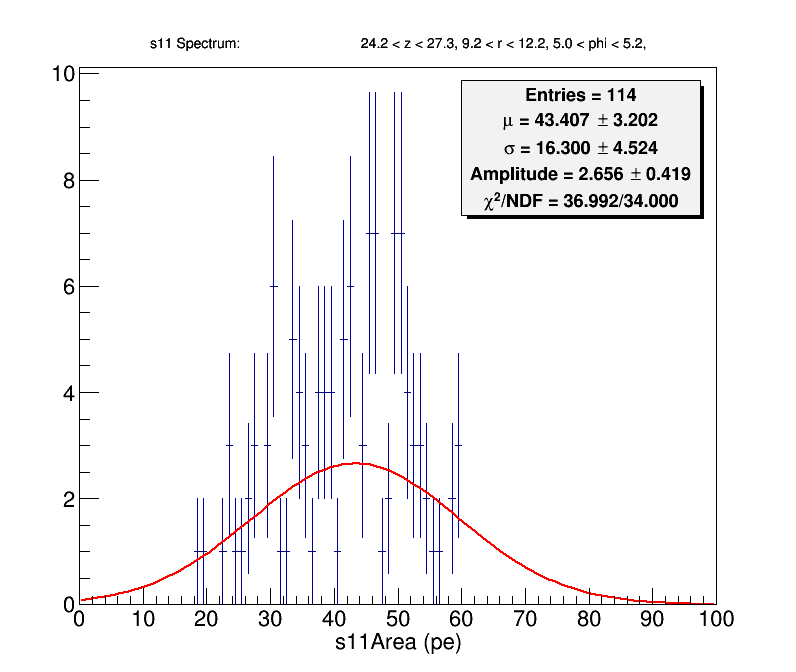 s11 Spectrum: 24.2 < z < 27.3, 9.2 < r < 12.2, 5.0 < phi < 5.2,
Entries = 114
μ = 43.407 ± 3.202
σ = 16.300 ± 4.524
Amplitude = 2.656 ± 0.419
χ²/NDF = 36.992/34.000
10
8
6
4
2
0
0 10 20 30 40 50 60 70 80 90 100
s11Area (pe)